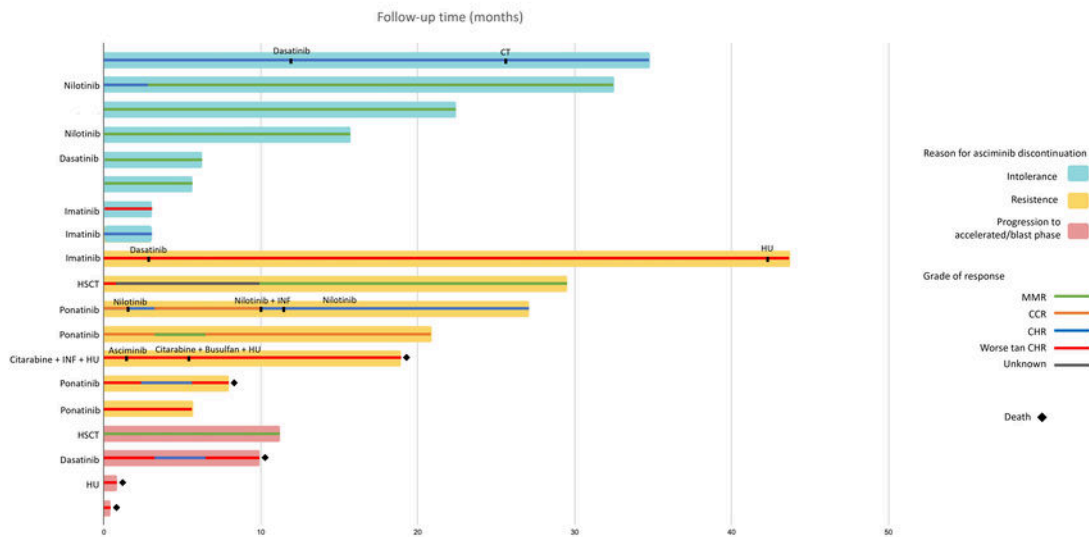 Follow-up time (months)
Dasatinib CT
Nilotinib
Nilotinib
Dasatinib
Imatinib
Imatinib
Dasatinib HU
Imatinib
HSCT
Nilotinib Nilotinib + INF Nilotinib
Ponatinib
Ponatinib
Asciminib Citarabine + Busulfan + HU
Citarabine + INF + HU
Ponatinib
Ponatinib
HSCT
Dasatinib
HU
0 10 20 30 40 50
Reason for asciminib discontinuation
Intolerance
Resistence
Progression to
accelerated/blast phase
Grade of response
MMR
CCR
CHR
Worse tan CHR
Unknown
Death